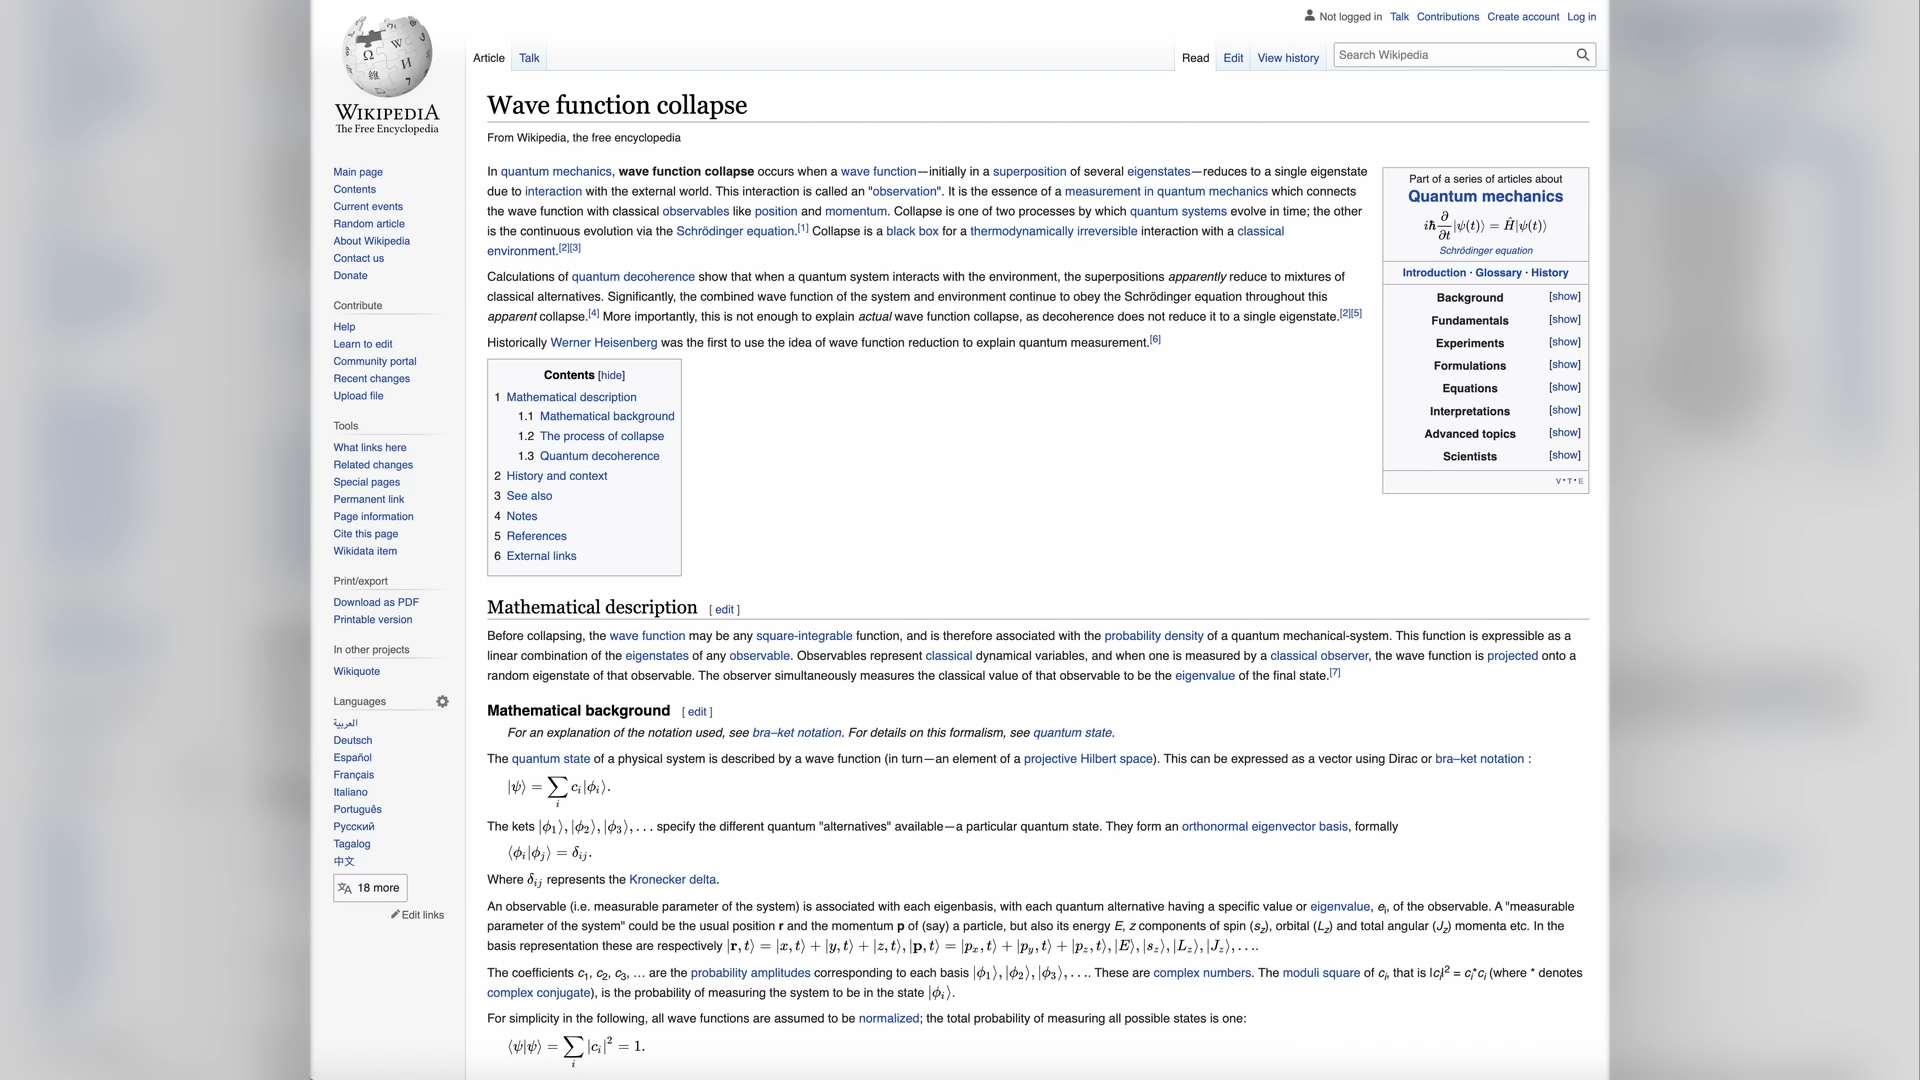 Not logged in Talk Contributions Create account Log in
Article Talk Read Edit View history Search Wikipedia
WIKIPEDIA
The Free Encyclopedia
Main page
Contents
Current events
Random article
About Wikipedia
Contact us
Donate
Contribute
Help
Learn to edit
Community portal
Recent changes
Upload file
Tools
What links here
Related changes
Special pages
Permanent link
Page information
Cite this page
Wikidata item
Print/export
Download as PDF
Printable version
In other projects
Wikiquote
Languages
العربية
Deutsch
Español
Français
Italiano
Português
Русский
Tagalog
中文
18 more
Edit links
Wave function collapse
From Wikipedia, the free encyclopedia
In quantum mechanics, wave function collapse occurs when a wave function—initially in a superposition of several eigenstates—reduces to a single eigenstate
due to interaction with the external world. This interaction is called an "observation". It is the essence of a measurement in quantum mechanics which connects
the wave function with classical observables like position and momentum. Collapse is one of two processes by which quantum systems evolve in time; the other
is the continuous evolution via the Schrödinger equation.[1] Collapse is a black box for a thermodynamically irreversible interaction with a classical
environment.[2][3]
Calculations of quantum decoherence show that when a quantum system interacts with the environment, the superpositions apparently reduce to mixtures of
classical alternatives. Significantly, the combined wave function of the system and environment continue to obey the Schrödinger equation throughout this
apparent collapse.[4] More importantly, this is not enough to explain actual wave function collapse, as decoherence does not reduce it to a single eigenstate.[2][5]
Historically Werner Heisenberg was the first to use the idea of wave function reduction to explain quantum measurement.[6]
Part of a series of articles about
Quantum mechanics
iħ ∂/∂t |ψ(t)⟩ = Ĥ|ψ(t)⟩
Schrödinger equation
Introduction · Glossary · History
Background [show]
Fundamentals [show]
Experiments [show]
Formulations [show]
Equations [show]
Interpretations [show]
Advanced topics [show]
Scientists [show]
V·T·E
Contents [hide]
1 Mathematical description
1.1 Mathematical background
1.2 The process of collapse
1.3 Quantum decoherence
2 History and context
3 See also
4 Notes
5 References
6 External links
Mathematical description [ edit ]
Before collapsing, the wave function may be any square-integrable function, and is therefore associated with the probability density of a quantum mechanical-system. This function is expressible as a
linear combination of the eigenstates of any observable. Observables represent classical dynamical variables, and when one is measured by a classical observer, the wave function is projected onto a
random eigenstate of that observable. The observer simultaneously measures the classical value of that observable to be the eigenvalue of the final state.[7]
Mathematical background [ edit ]
For an explanation of the notation used, see bra–ket notation. For details on this formalism, see quantum state.
The quantum state of a physical system is described by a wave function (in turn—an element of a projective Hilbert space). This can be expressed as a vector using Dirac or bra–ket notation :
|ψ⟩ = ∑i ci|ϕi⟩.
The kets |ϕ1⟩, |ϕ2⟩, |ϕ3⟩, ... specify the different quantum "alternatives" available—a particular quantum state. They form an orthonormal eigenvector basis, formally
⟨ϕi|ϕj⟩ = δij.
Where δij represents the Kronecker delta.
An observable (i.e. measurable parameter of the system) is associated with each eigenbasis, with each quantum alternative having a specific value or eigenvalue, ei, of the observable. A "measurable
parameter of the system" could be the usual position r and the momentum p of (say) a particle, but also its energy E, z components of spin (sz), orbital (Lz) and total angular (Jz) momenta etc. In the
basis representation these are respectively |r, t⟩ = |x, t⟩ + |y, t⟩ + |z, t⟩, |p, t⟩ = |px, t⟩ + |py, t⟩ + |pz, t⟩, |E⟩, |sz⟩, |Lz⟩, |Jz⟩, ....
The coefficients c1, c2, c3, ... are the probability amplitudes corresponding to each basis |ϕ1⟩, |ϕ2⟩, |ϕ3⟩, .... These are complex numbers. The moduli square of ci, that is |ci|² = ci*ci (where * denotes
complex conjugate), is the probability of measuring the system to be in the state |ϕi⟩.
For simplicity in the following, all wave functions are assumed to be normalized; the total probability of measuring all possible states is one:
⟨ψ|ψ⟩ = ∑i |ci|² = 1.